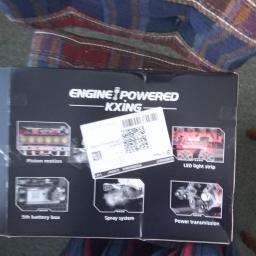 ENGINE POWERED
KXING
Piston motion
LED light strip
5th battery box
Spray system
Power transmission